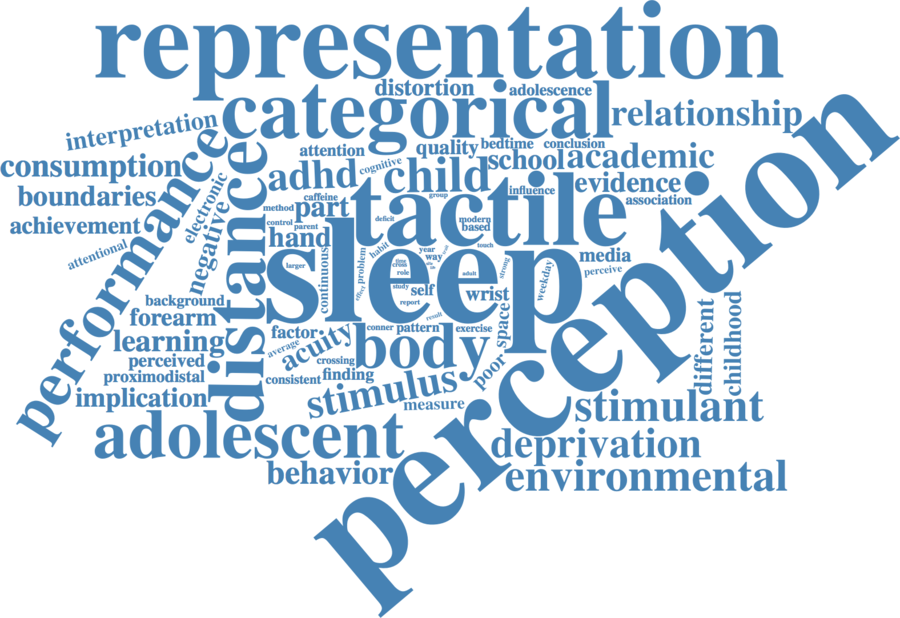 representation
distortion
adolescence
categorical
relationship
interpretation
attention
quality
bedtime
conclusion
consumption
cognitive
school
academic
performance
adhd
child
boundaries
electronic
caffeine
group
influence
evidence
association
achievement
method
part
tactile
perception
attentional
negative
distance
control
parent
deficit
modern
based
hand
sleep
habit
year
way
touch
media
perceive
larger
continuous
problem
time
cross
role
adult
strong
weekday
background
effect
study
self
report
wrist
space
different
childhood
forearm
result
factor
acuity
conner
pattern
exercise
learning
average
body
perceived
crossing
poor
proximodistal
consistent
finding
implication
stimulus
measure
stimulant
adolescent
deprivation
behavior
environmental